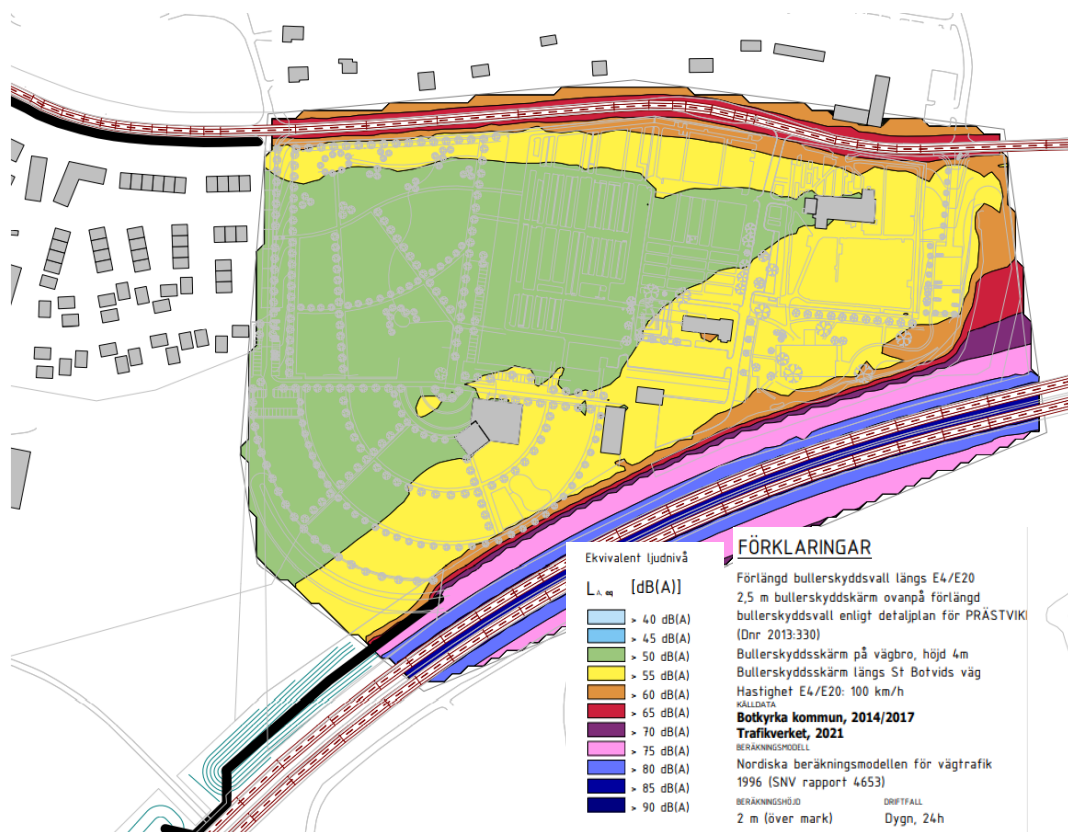 Ekvivalent ljudnivå
L A, eq [dB(A)]
> 40 dB(A)
> 45 dB(A)
> 50 dB(A)
> 55 dB(A)
> 60 dB(A)
> 65 dB(A)
> 70 dB(A)
> 75 dB(A)
> 80 dB(A)
> 85 dB(A)
> 90 dB(A)
FÖRKLARINGAR
Förlängd bullerskyddsvall längs E4/E20
2,5 m bullerskyddskärm ovanpå förlängd
bullerskyddsvall enligt detaljplan för PRÄSTVIK
(Dnr 2013:330)
Bullerskyddsskärm på vägbro, höjd 4m
Bullerskyddsskärm längs St Botvids väg
Hastighet E4/E20: 100 km/h
KÄLLDATA
Botkyrka kommun, 2014/2017
Trafikverket, 2021
BERÄKNINGSMODELL
Nordiska beräkningsmodellen för vägtrafik
1996 (SNV rapport 4653)
BERÄKNINGSHÖJD
2 m (över mark)
DRIFTFALL
Dygn, 24h